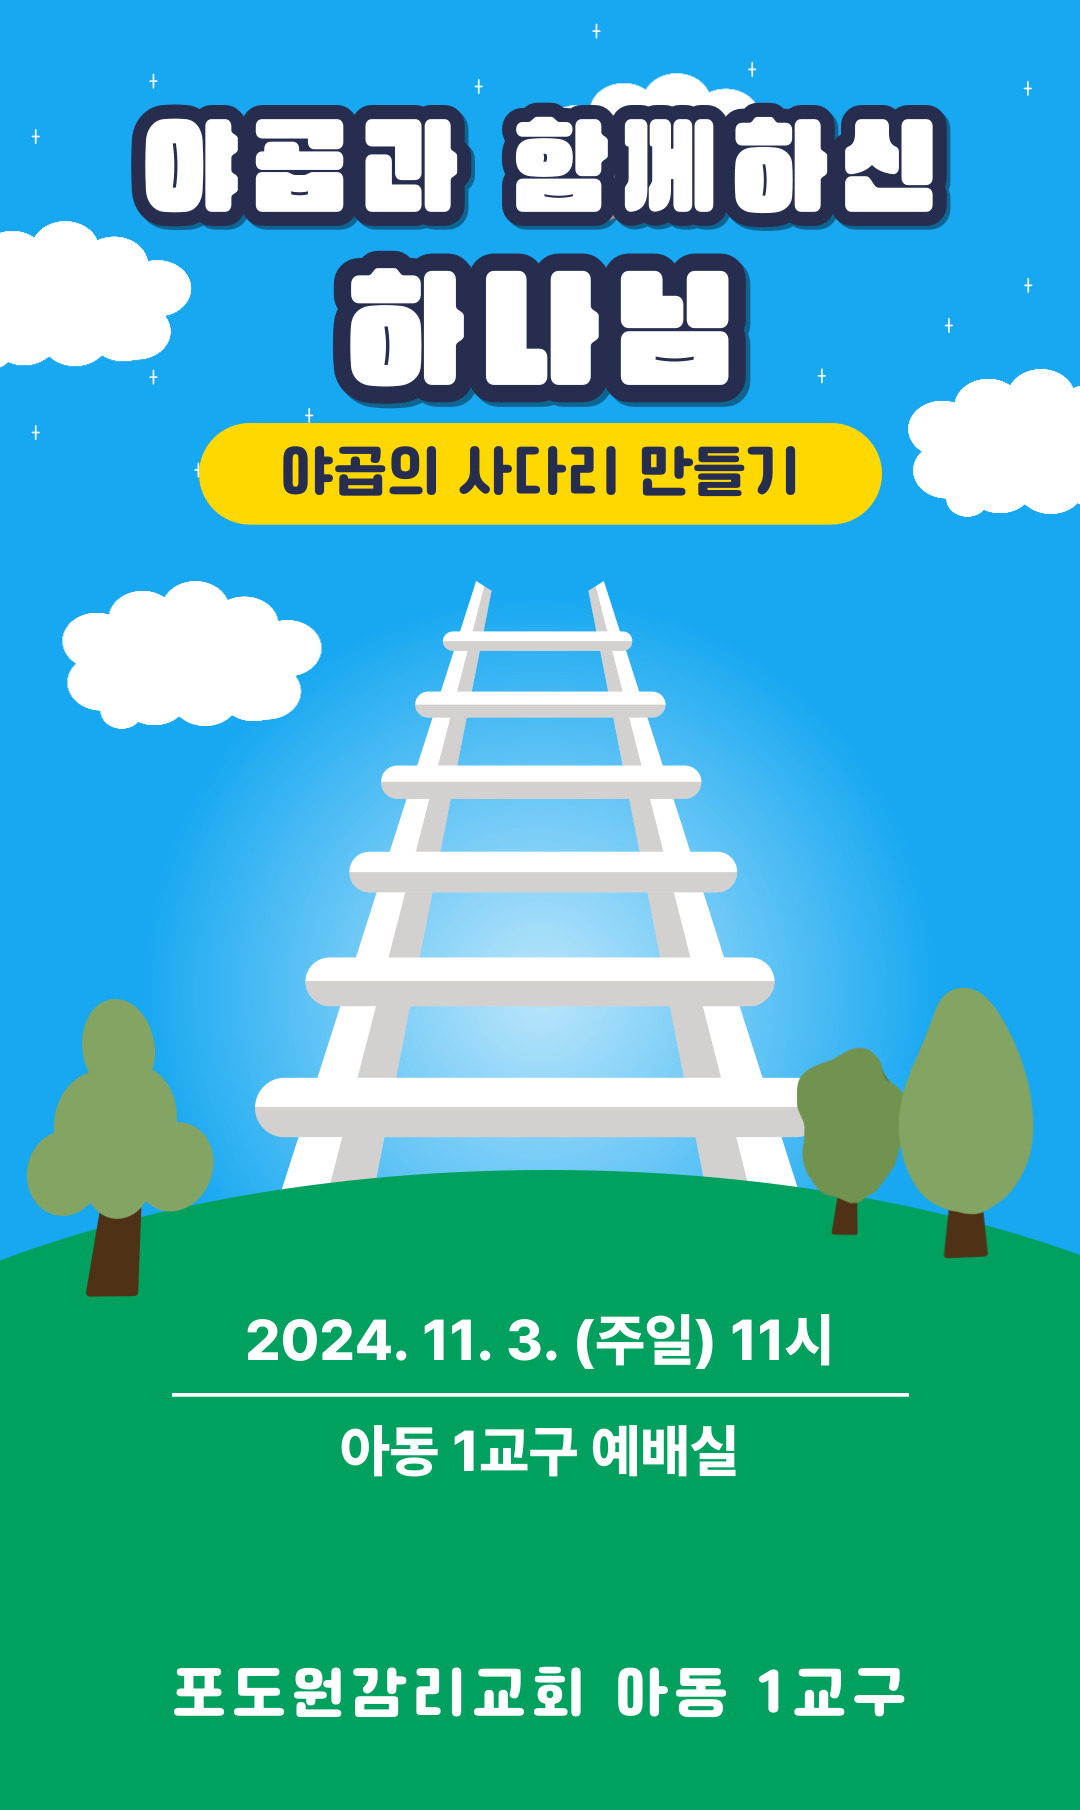 야곱과 함께하신
하나님
야곱의 사다리 만들기
2024. 11. 3. (주일) 11시
아동 1교구 예배실
포도원감리교회 아동 1교구